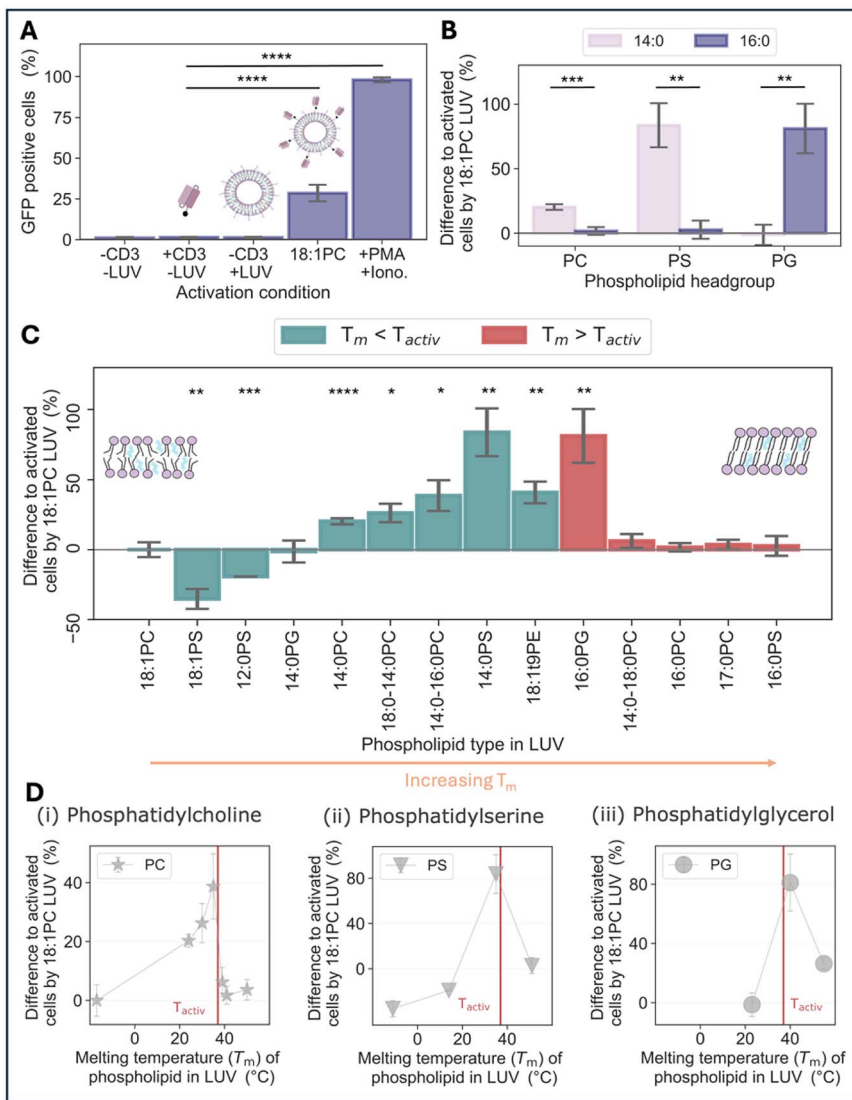 A
GFP positive cells (%)
100
75
50
25
0
****
****
-CD3
-LUV
+CD3
-LUV
-CD3
+LUV
18:1PC
+PMA
+Iono.
Activation condition
B
14:0
16:0
Difference to activated
cells by 18:1PC LUV (%)
100
50
0
***
**
**
PC
PS
PG
Phospholipid headgroup
C
Tm < Tactiv
Tm > Tactiv
Difference to activated
cells by 18:1PC LUV (%)
100
50
0
−50
**
***
****
*
*
**
**
**
18:1PC
18:1PS
12:0PS
14:0PG
14:0PC
18:0-14:0PC
14:0-16:0PC
14:0PS
18:1t9PE
16:0PG
14:0-18:0PC
16:0PC
17:0PC
16:0PS
Phospholipid type in LUV
Increasing Tm
D
(i) Phosphatidylcholine
Difference to activated
cells by 18:1PC LUV (%)
40
20
0
PC
Tactiv
0
20
40
Melting temperature (Tm) of
phospholipid in LUV (°C)
(ii) Phosphatidylserine
Difference to activated
cells by 18:1PC LUV (%)
80
40
0
PS
Tactiv
0
20
40
Melting temperature (Tm) of
phospholipid in LUV (°C)
(iii) Phosphatidylglycerol
Difference to activated
cells by 18:1PC LUV (%)
80
40
0
PG
Tactiv
0
20
40
Melting temperature (Tm) of
phospholipid in LUV (°C)